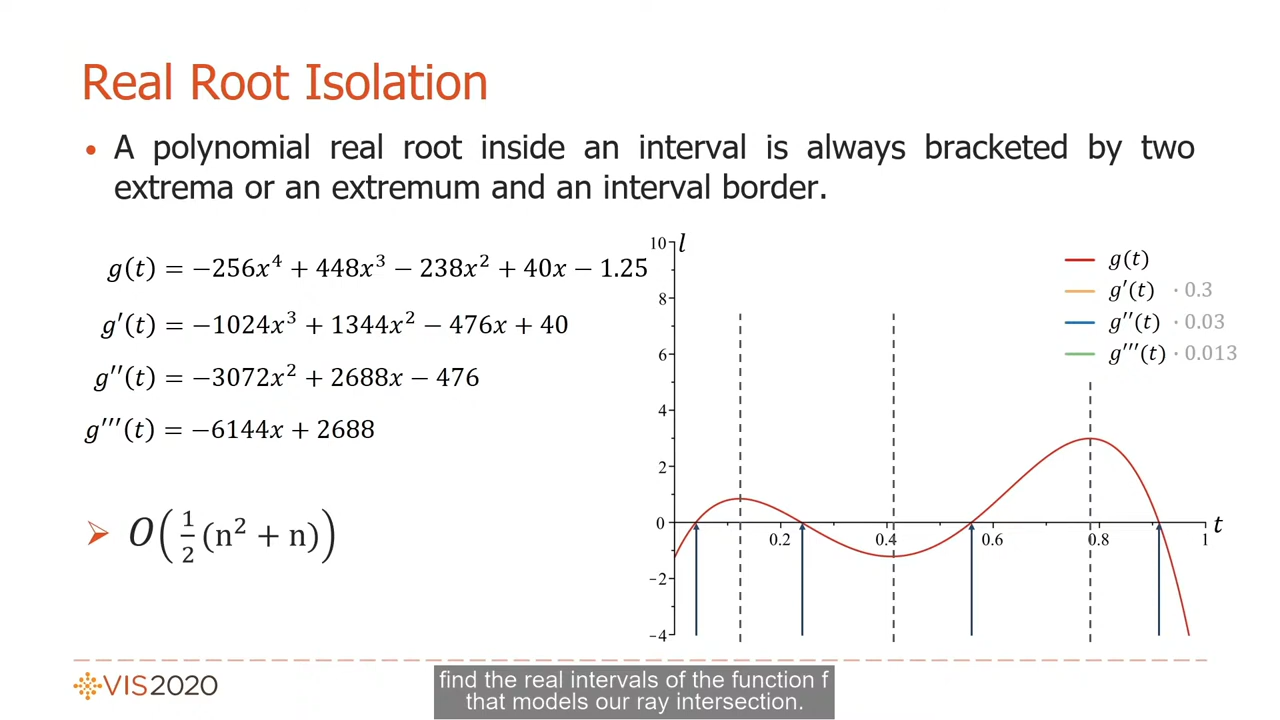 Real Root Isolation
• A polynomial real root inside an interval is always bracketed by two
extrema or an extremum and an interval border.
g(t) = −256x⁴ + 448x³ − 238x² + 40x − 1.25
g′(t) = −1024x³ + 1344x² − 476x + 40
g′′(t) = −3072x² + 2688x − 476
g′′′(t) = −6144x + 2688
➢ O(1/2 (n² + n))
10 l
8
6
4
2
0
−2
−4
0.2 0.4 0.6 0.8 1 t
g(t)
g′(t) · 0.3
g′′(t) · 0.03
g′′′(t) · 0.013
VIS2020
find the real intervals of the function f
that models our ray intersection.